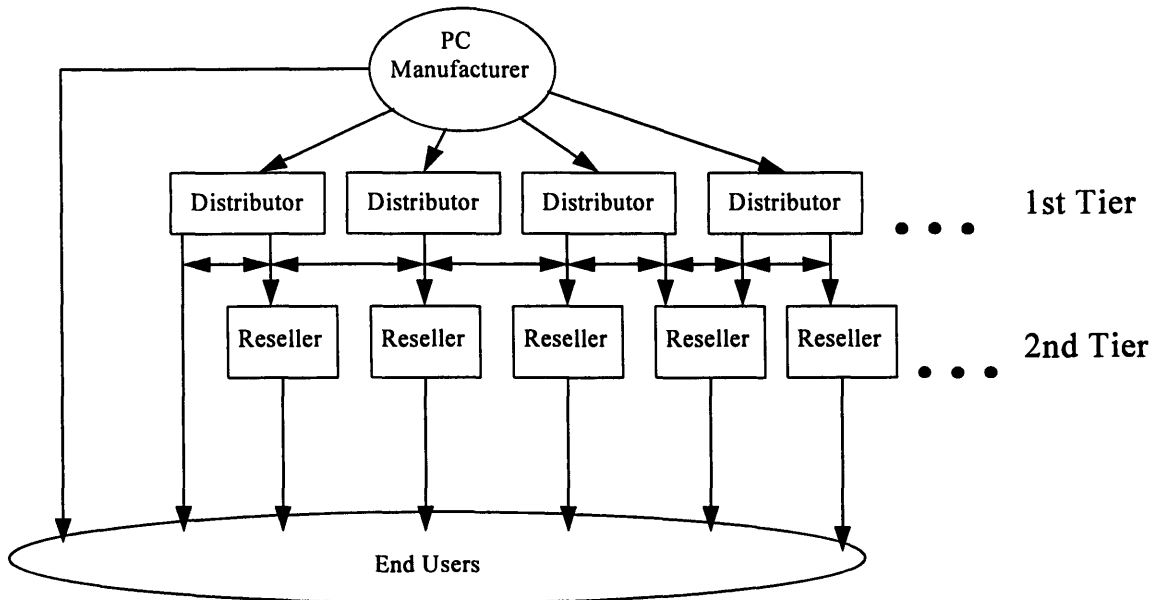 PC
Manufacturer
Distributor
Distributor
Distributor
Distributor
1st Tier
Reseller
Reseller
Reseller
Reseller
Reseller
2nd Tier
End Users